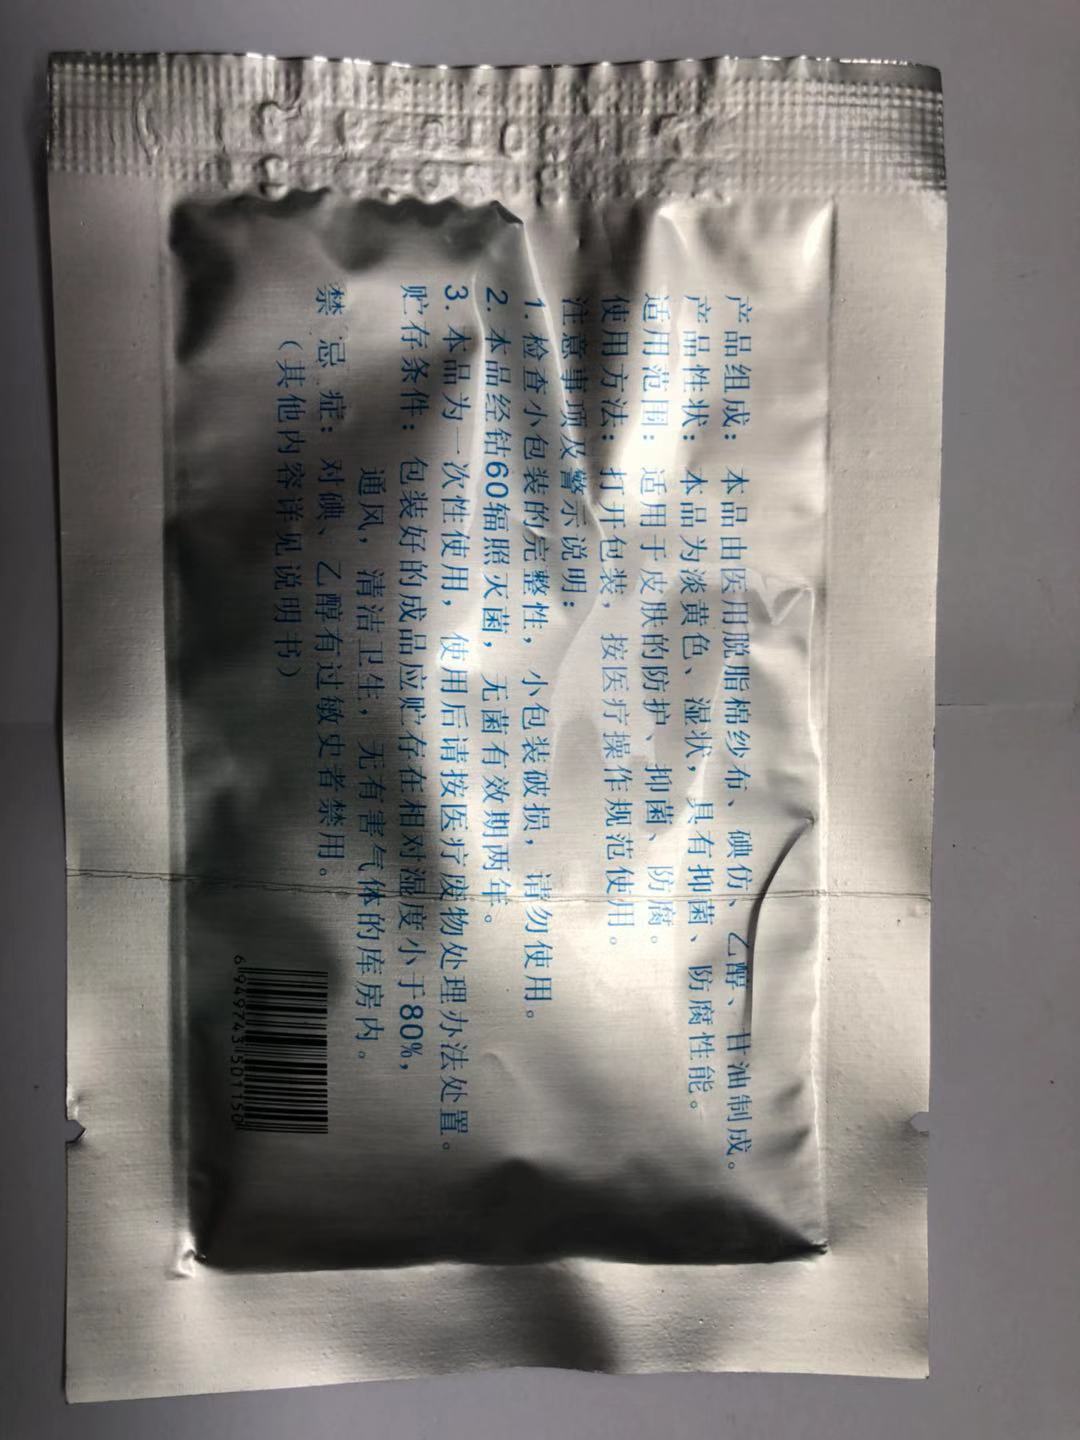 产品组成：本品由医用脱脂棉纱布、碘仿、乙醇、甘油制成。
产品性状：本品为淡黄色、湿状，具有抑菌、防腐性能。
适用范围：适用于皮肤的防护、抑菌、防腐。
使用方法：打开包装，按医疗操作规范使用。
注意事项及警示说明：
1. 检查小包装的完整性，小包装破损，请勿使用。
2. 本品经钴60辐照灭菌，无菌有效期两年。
3. 本品为一次性使用，使用后请按医疗废物处理办法处置。
贮存条件：包装好的成品应贮存在相对湿度小于80%，
通风，清洁卫生，无有害气体的库房内。
禁忌症：对碘、乙醇有过敏史者禁用。
（其他内容详见说明书）
6949743501150